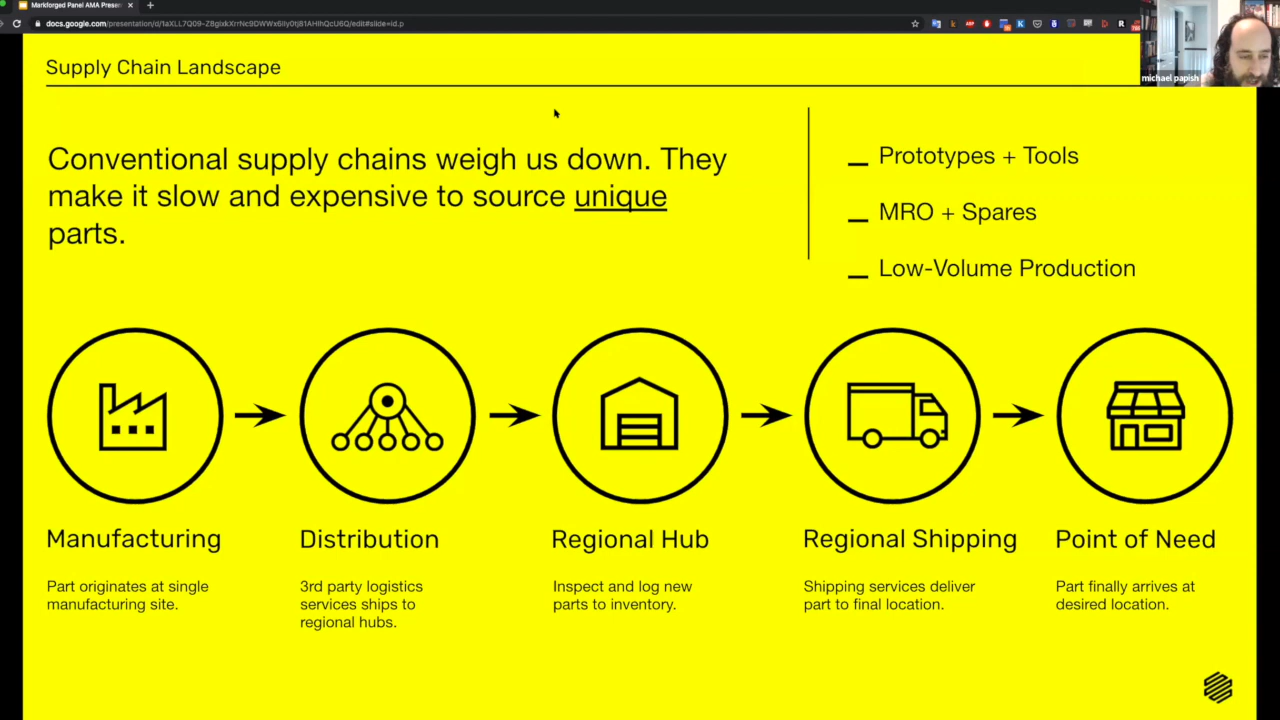 Markforged Panel AMA Presen
michael papish
Supply Chain Landscape
Conventional supply chains weigh us down. They
make it slow and expensive to source unique
parts.
Prototypes + Tools
MRO + Spares
Low-Volume Production
Manufacturing
Part originates at single
manufacturing site.
Distribution
3rd party logistics
services ships to
regional hubs.
Regional Hub
Inspect and log new
parts to inventory.
Regional Shipping
Shipping services deliver
part to final location.
Point of Need
Part finally arrives at
desired location.